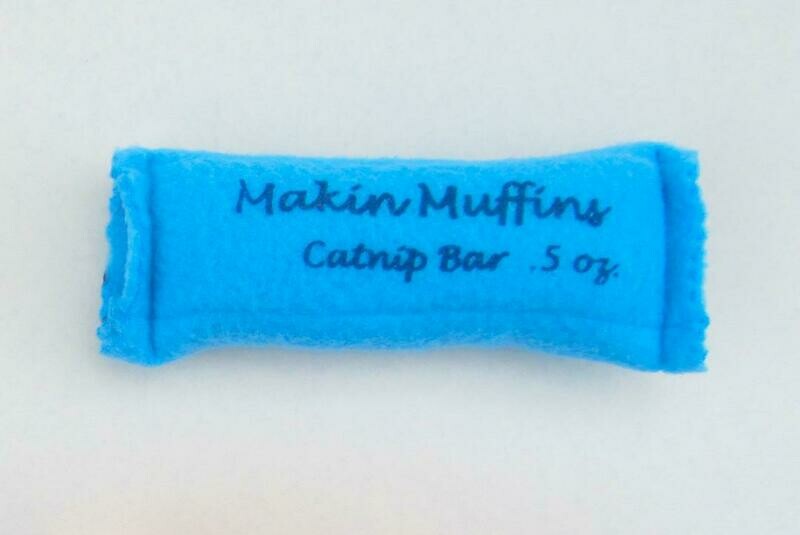 Makin Muffins
Catnip Bar .5 oz.